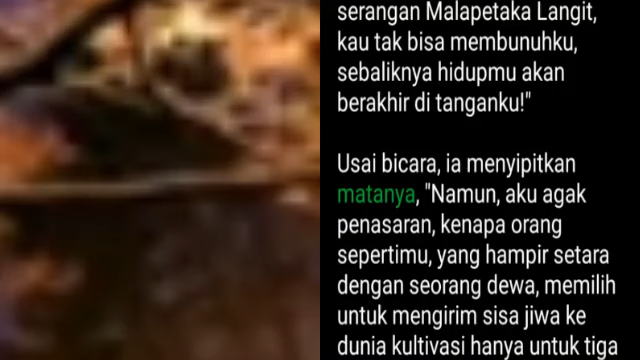 serangan Malapetaka Langit,
kau tak bisa membunuhku,
sebaliknya hidupmu akan
berakhir di tanganku!"
Usai bicara, ia menyipitkan
matanya, "Namun, aku agak
penasaran, kenapa orang
sepertimu, yang hampir setara
dengan seorang dewa, memilih
untuk mengirim sisa jiwa ke
dunia kultivasi hanya untuk tiga